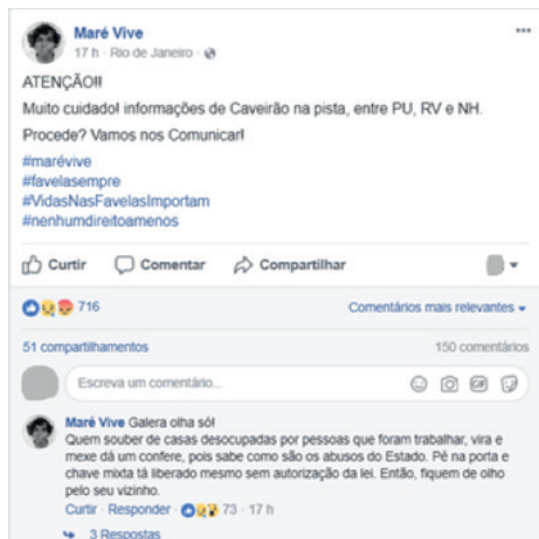 Maré Vive
17 h · Rio de Janeiro ·
ATENÇÃO!!!
Muito cuidado! informações de Caveirão na pista, entre PU, RV e NH.
Procede? Vamos nos Comunicar!
#marévive
#favelasempre
#VidasNasFavelasImportam
#nenhumdireitoamenos
Curtir Comentar Compartilhar
716 Comentários mais relevantes
51 compartilhamentos 150 comentários
Escreva um comentário... GIF
Maré Vive Galera olha só!
Quem souber de casas desocupadas por pessoas que foram trabalhar, vira e
mexe dá um confere, pois sabe como são os abusos do Estado. Pé na porta e
chave mixta tá liberado mesmo sem autorização da lei. Então, fiquem de olho
pelo seu vizinho.
Curtir · Responder · 73 · 17 h
3 Respostas